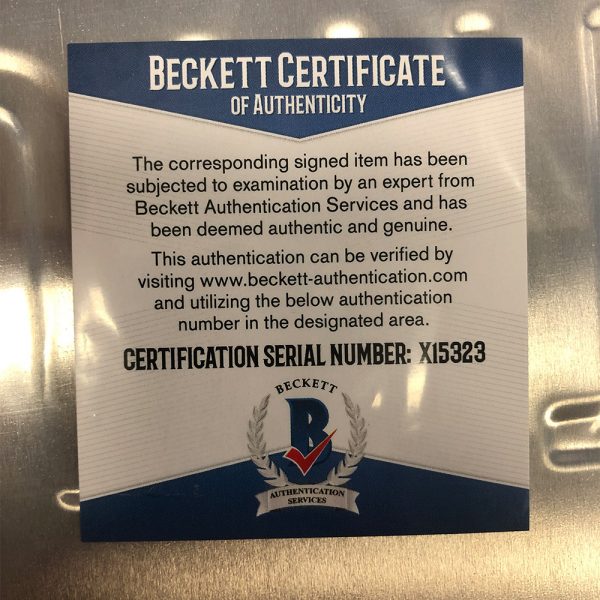 BECKETT CERTIFICATE
OF AUTHENTICITY
The corresponding signed item has been
subjected to examination by an expert from
Beckett Authentication Services and has
been deemed authentic and genuine.
This authentication can be verified by
visiting www.beckett-authentication.com
and utilizing the below authentication
number in the designated area.
CERTIFICATION SERIAL NUMBER: X15323
BECKETT
B
AUTHENTICATION
SERVICES